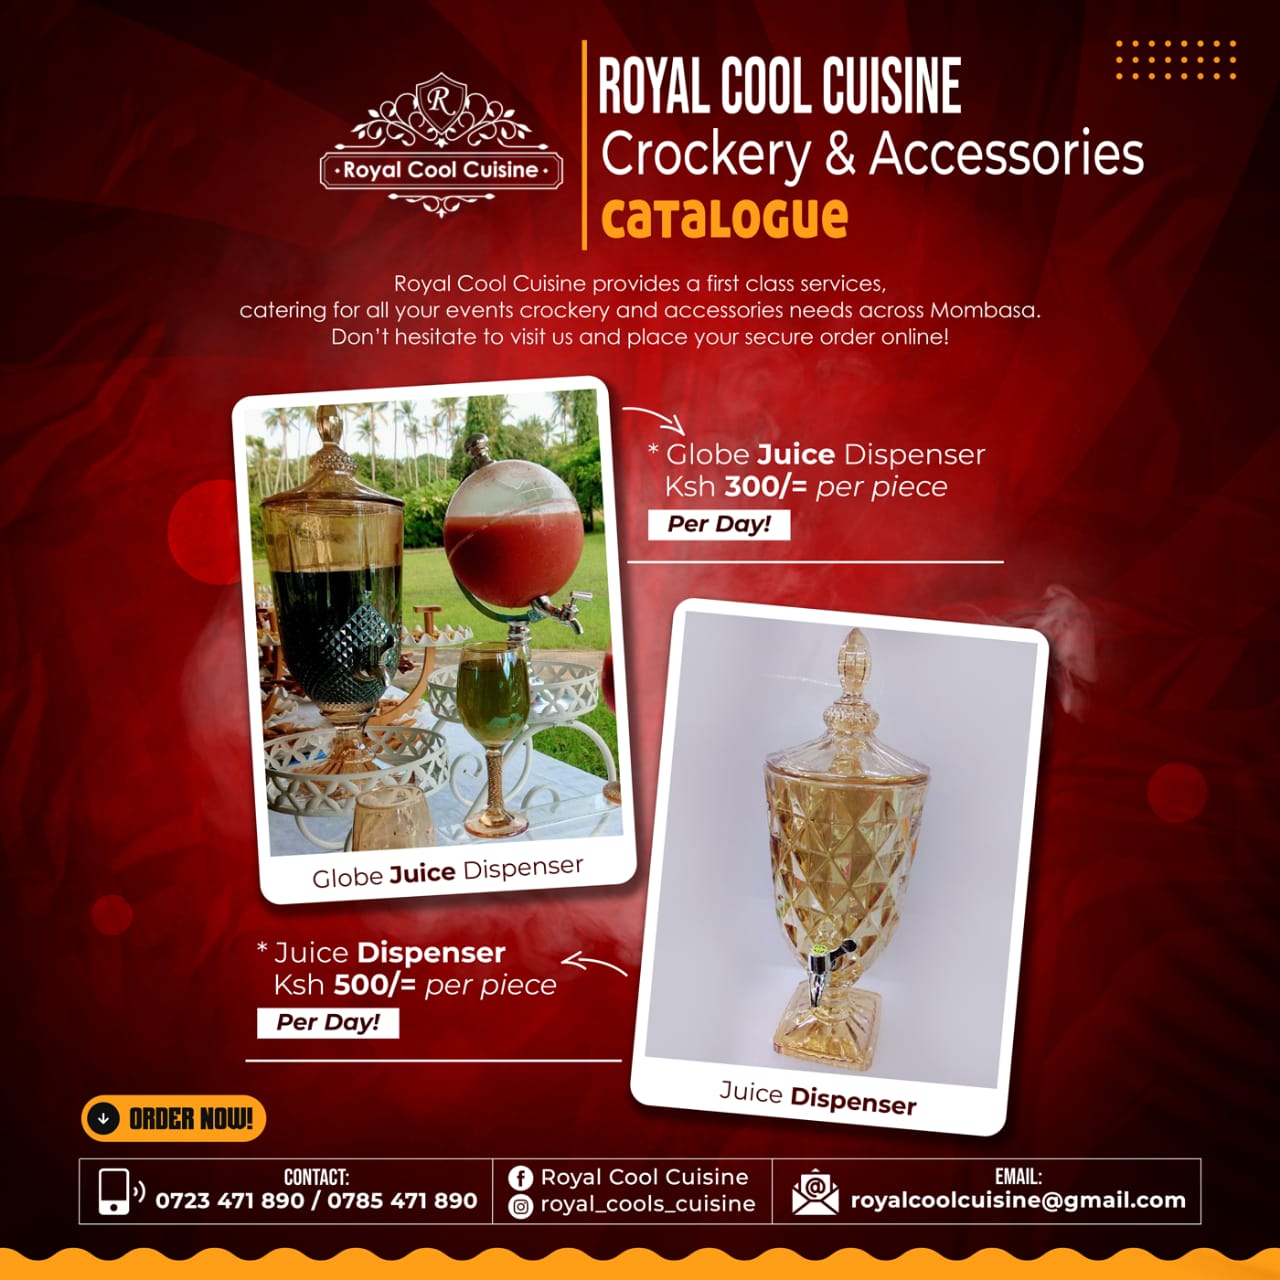 R
· Royal Cool Cuisine ·
ROYAL COOL CUISINE
Crockery & Accessories
CATALOGUE
Royal Cool Cuisine provides a first class services,
catering for all your events crockery and accessories needs across Mombasa.
Don't hesitate to visit us and place your secure order online!
* Globe Juice Dispenser
Ksh 300/= per piece
Per Day!
Globe Juice Dispenser
* Juice Dispenser
Ksh 500/= per piece
Per Day!
Juice Dispenser
ORDER NOW!
CONTACT:
0723 471 890 / 0785 471 890
Royal Cool Cuisine
royal_cools_cuisine
EMAIL:
royalcoolcuisine@gmail.com